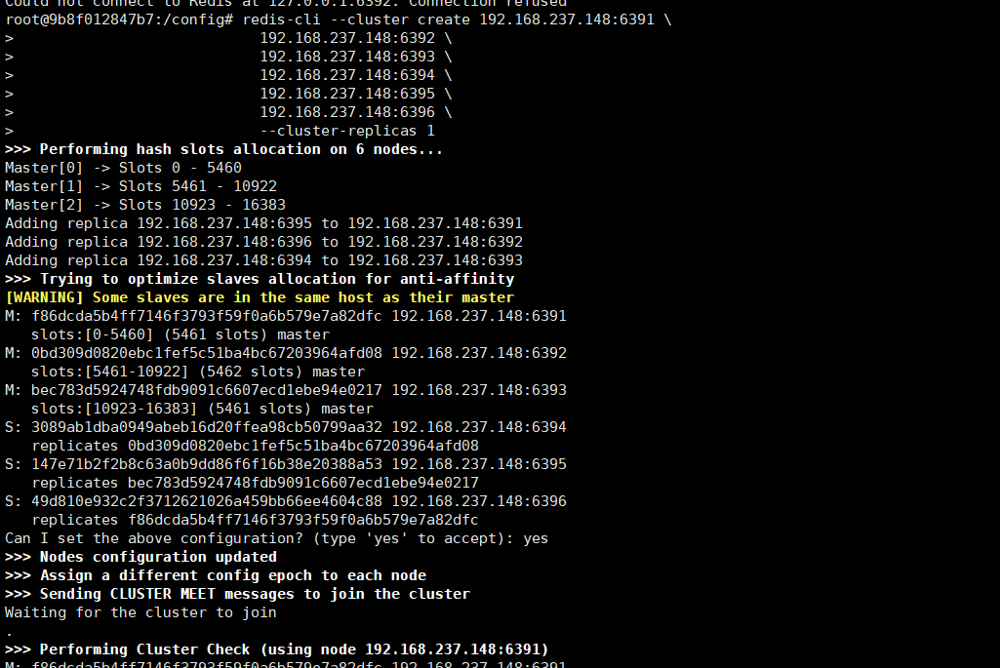 Could not connect to Redis at 127.0.0.1:6392: Connection refused
root@9b8f012847b7:/config# redis-cli --cluster create 192.168.237.148:6391 \
> 192.168.237.148:6392 \
> 192.168.237.148:6393 \
> 192.168.237.148:6394 \
> 192.168.237.148:6395 \
> 192.168.237.148:6396 \
> --cluster-replicas 1
>>> Performing hash slots allocation on 6 nodes...
Master[0] -> Slots 0 - 5460
Master[1] -> Slots 5461 - 10922
Master[2] -> Slots 10923 - 16383
Adding replica 192.168.237.148:6395 to 192.168.237.148:6391
Adding replica 192.168.237.148:6396 to 192.168.237.148:6392
Adding replica 192.168.237.148:6394 to 192.168.237.148:6393
>>> Trying to optimize slaves allocation for anti-affinity
[WARNING] Some slaves are in the same host as their master
M: f86dcda5b4ff7146f3793f59f0a6b579e7a82dfc 192.168.237.148:6391
slots:[0-5460] (5461 slots) master
M: 0bd309d0820ebc1fef5c51ba4bc67203964afd08 192.168.237.148:6392
slots:[5461-10922] (5462 slots) master
M: bec783d5924748fdb9091c6607ecd1ebe94e0217 192.168.237.148:6393
slots:[10923-16383] (5461 slots) master
S: 3089ab1dba0949abeb16d20ffea98cb50799aa32 192.168.237.148:6394
replicates 0bd309d0820ebc1fef5c51ba4bc67203964afd08
S: 147e71b2f2b8c63a0b9dd86f6f16b38e20388a53 192.168.237.148:6395
replicates bec783d5924748fdb9091c6607ecd1ebe94e0217
S: 49d810e932c2f3712621026a459bb66ee4604c88 192.168.237.148:6396
replicates f86dcda5b4ff7146f3793f59f0a6b579e7a82dfc
Can I set the above configuration? (type 'yes' to accept): yes
>>> Nodes configuration updated
>>> Assign a different config epoch to each node
>>> Sending CLUSTER MEET messages to join the cluster
Waiting for the cluster to join
.
>>> Performing Cluster Check (using node 192.168.237.148:6391)
M: f86dcda5b4ff7146f3793f59f0a6b579e7a82dfc 192.168.237.148:6391